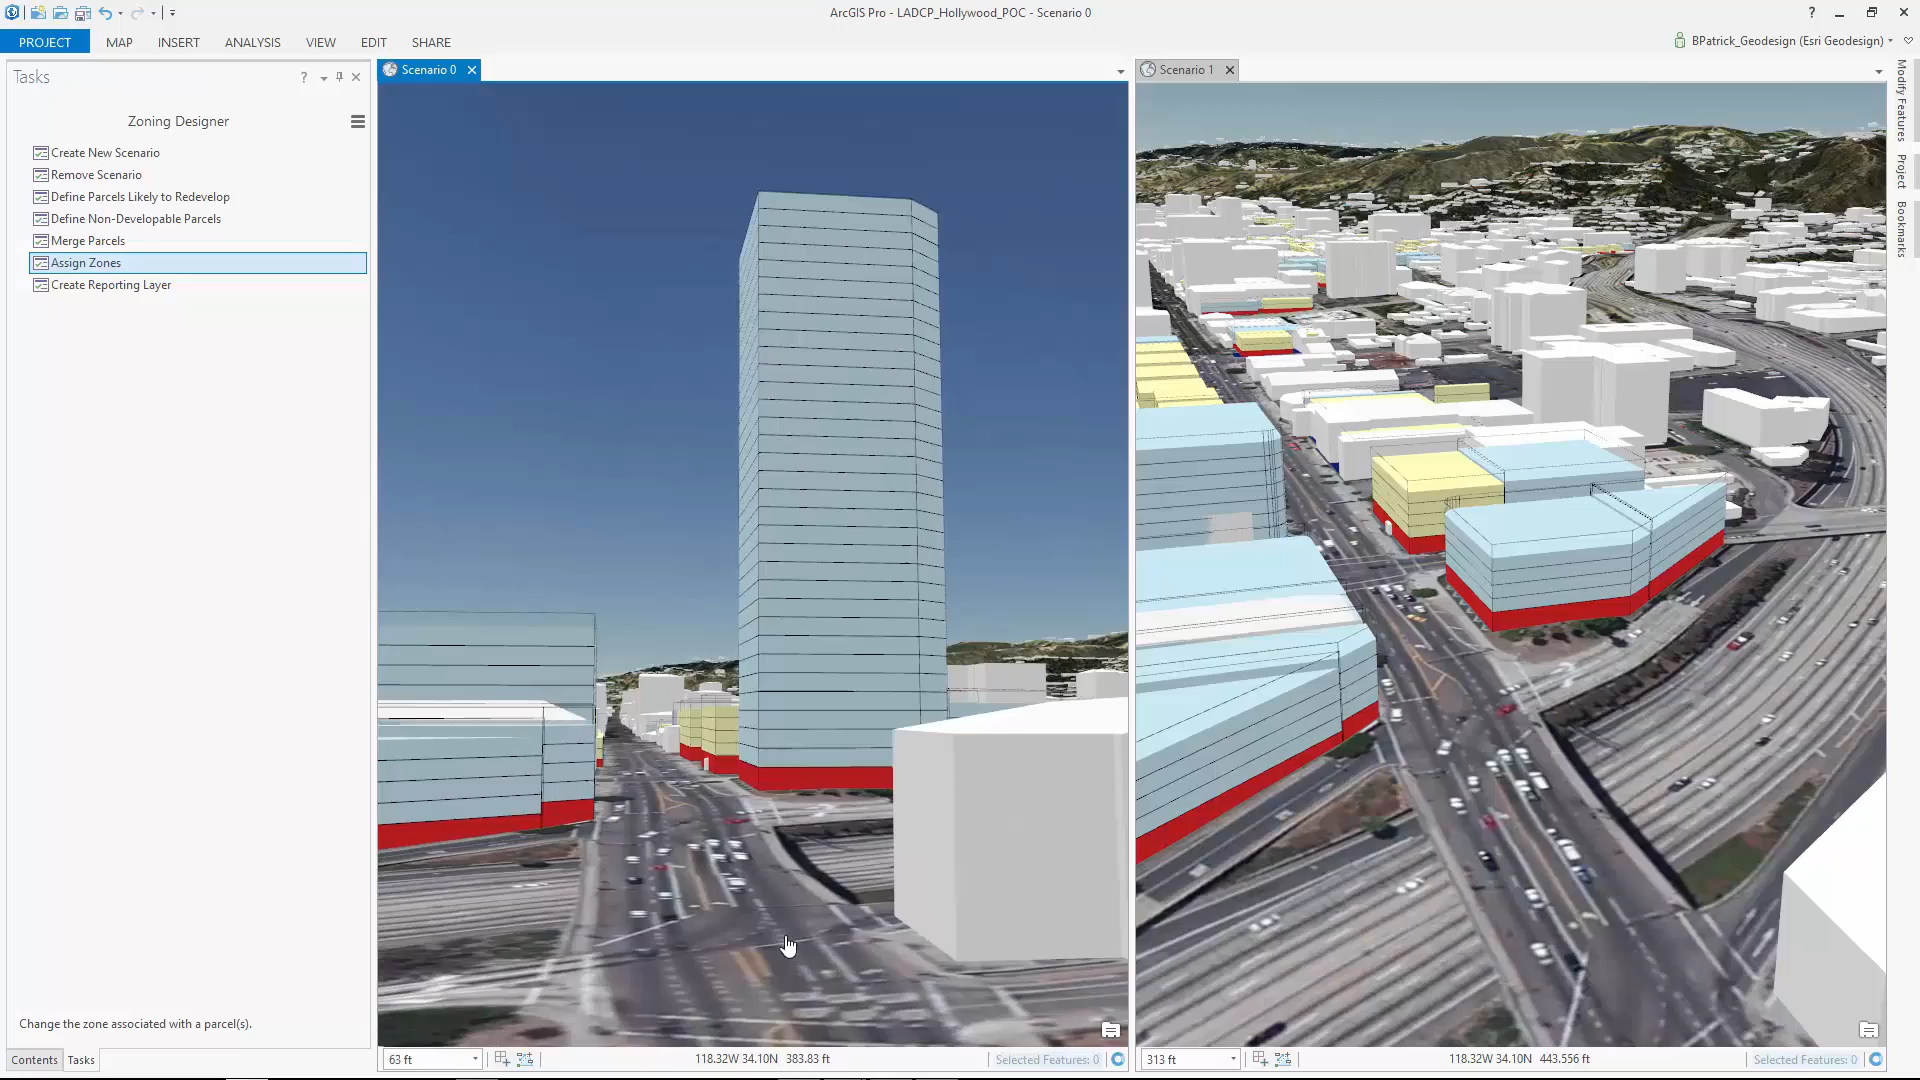 ArcGIS Pro - LADCP_Hollywood_POC - Scenario 0
?
PROJECT MAP INSERT ANALYSIS VIEW EDIT SHARE
BPatrick_Geodesign (Esri Geodesign)
Tasks
?
Zoning Designer
Create New Scenario
Remove Scenario
Define Parcels Likely to Redevelop
Define Non-Developable Parcels
Merge Parcels
Assign Zones
Create Reporting Layer
Change the zone associated with a parcel(s).
Contents Tasks
Scenario 0
63 ft
118.32W 34.10N 383.83 ft
Selected Features: 0
Scenario 1
313 ft
118.32W 34.10N 443.556 ft
Selected Features: 0
Modify Features
Project
Bookmarks